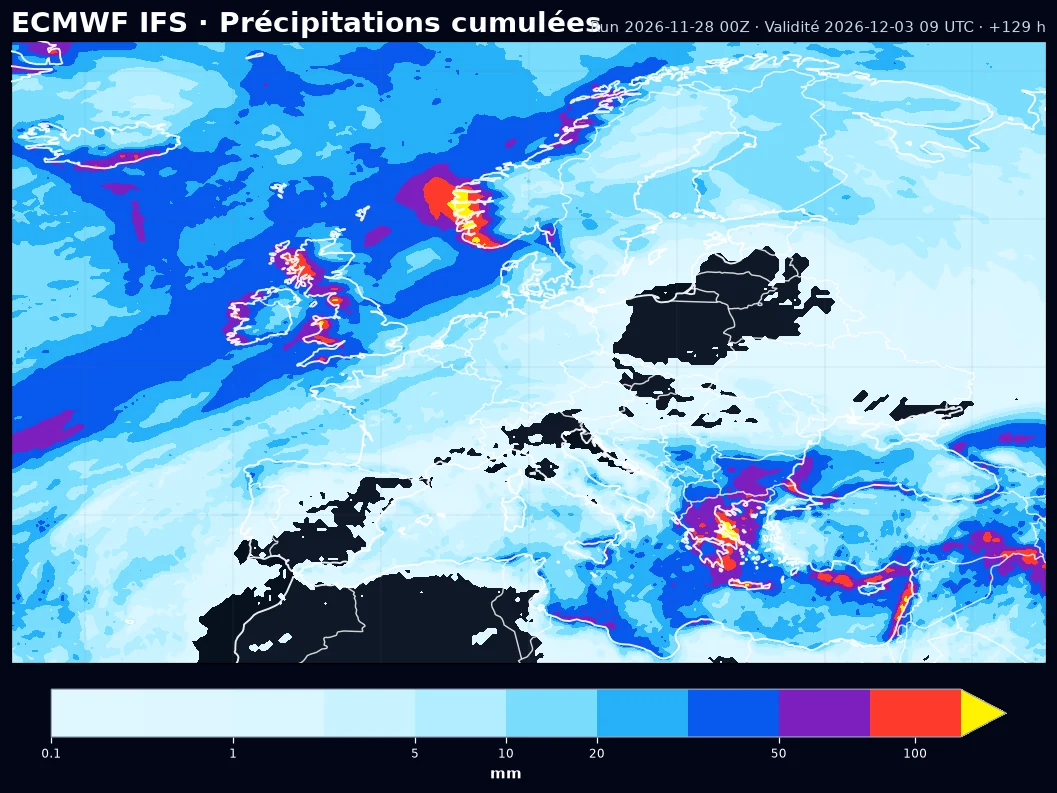 ECMWF IFS · Précipitations cumulées
Run 2026-11-28 00Z · Validité 2026-12-03 09 UTC · +129 h
0.1 1 5 10 20 50 100
mm